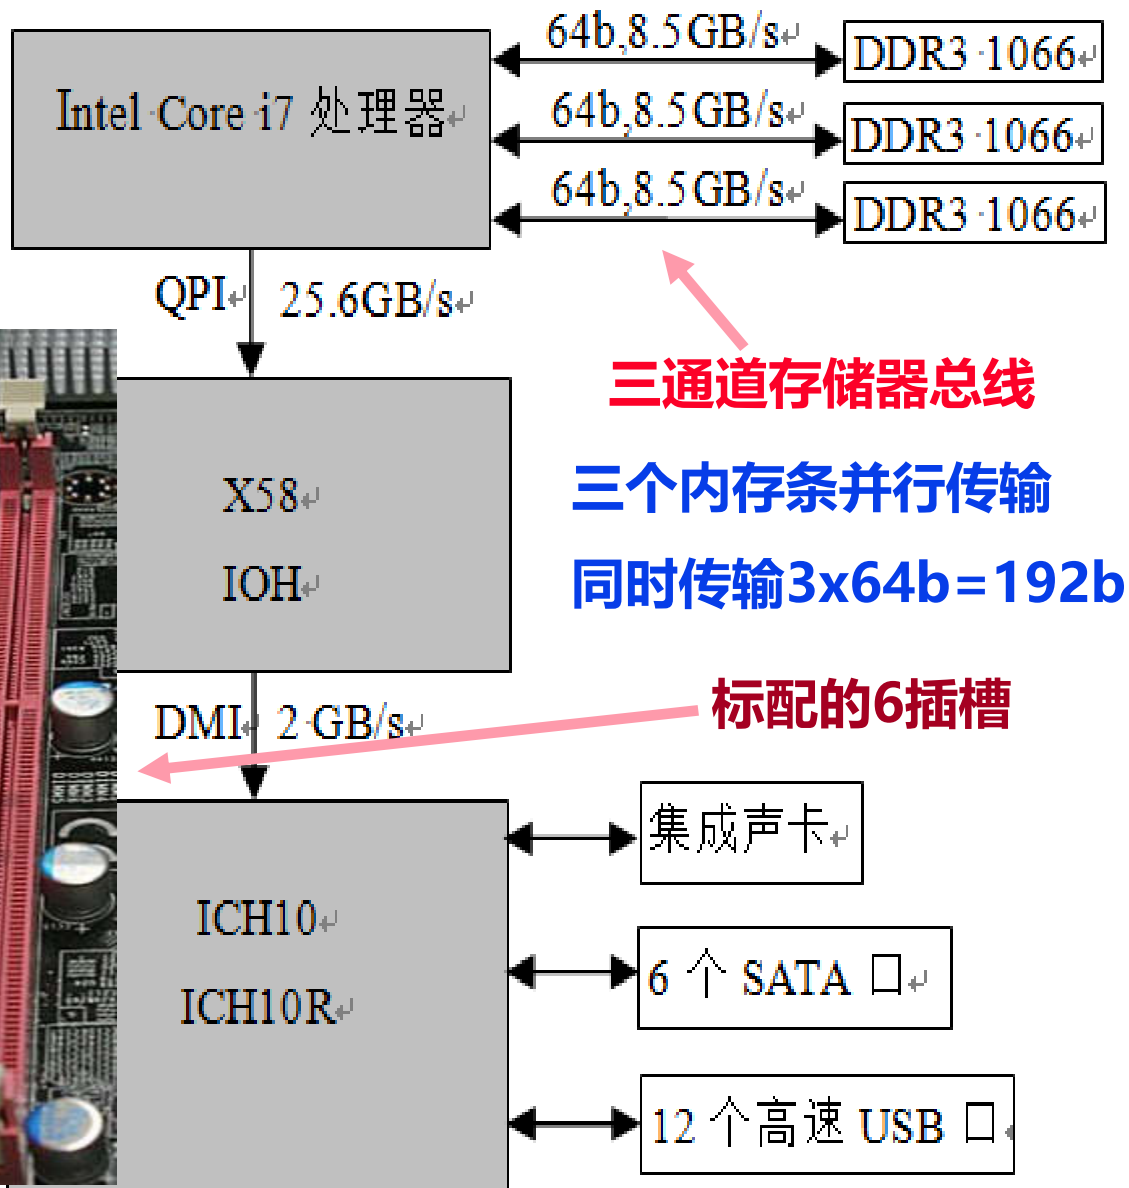 64b,8.5GB/s
DDR3 1066
Intel Core i7 处理器
64b,8.5GB/s
DDR3 1066
64b,8.5GB/s
DDR3 1066
QPI
25.6GB/s
三通道存储器总线
X58
IOH
三个内存条并行传输
同时传输3x64b=192b
DMI
2 GB/s
标配的6插槽
集成声卡
ICH10
ICH10R
6 个 SATA 口
12 个高速 USB 口